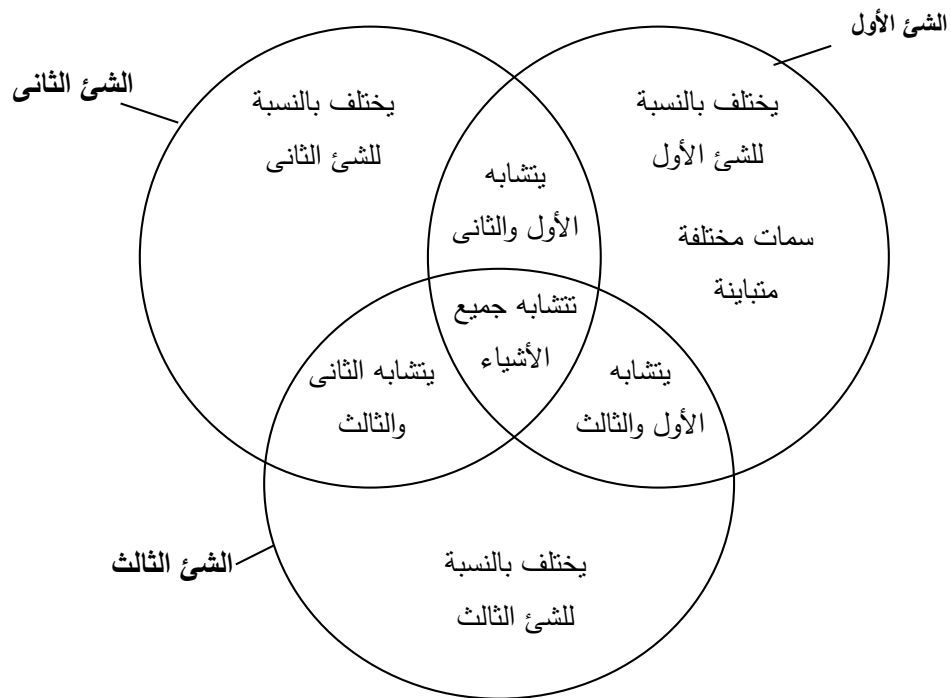 الشئ الأول
الشئ الثانى
يختلف بالنسبة
للشئ الأول
سمات مختلفة
متباينة
يختلف بالنسبة
للشئ الثانى
يتشابه
الأول والثانى
تتشابه جميع
الأشياء
يتشابه
الأول والثالث
يتشابه الثانى
والثالث
الشئ الثالث
يختلف بالنسبة
للشئ الثالث